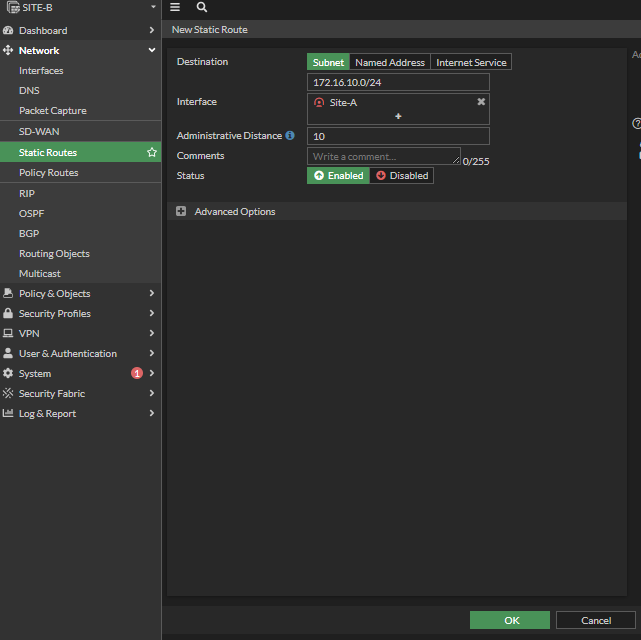 SITE-B
Dashboard
Network
Interfaces
DNS
Packet Capture
SD-WAN
Static Routes
Policy Routes
RIP
OSPF
BGP
Routing Objects
Multicast
Policy & Objects
Security Profiles
VPN
User & Authentication
System 1
Security Fabric
Log & Report
New Static Route
Destination Subnet Named Address Internet Service
172.16.10.0/24
Interface Site-A
+
Administrative Distance 10
Comments Write a comment... 0/255
Status Enabled Disabled
Advanced Options
OK Cancel